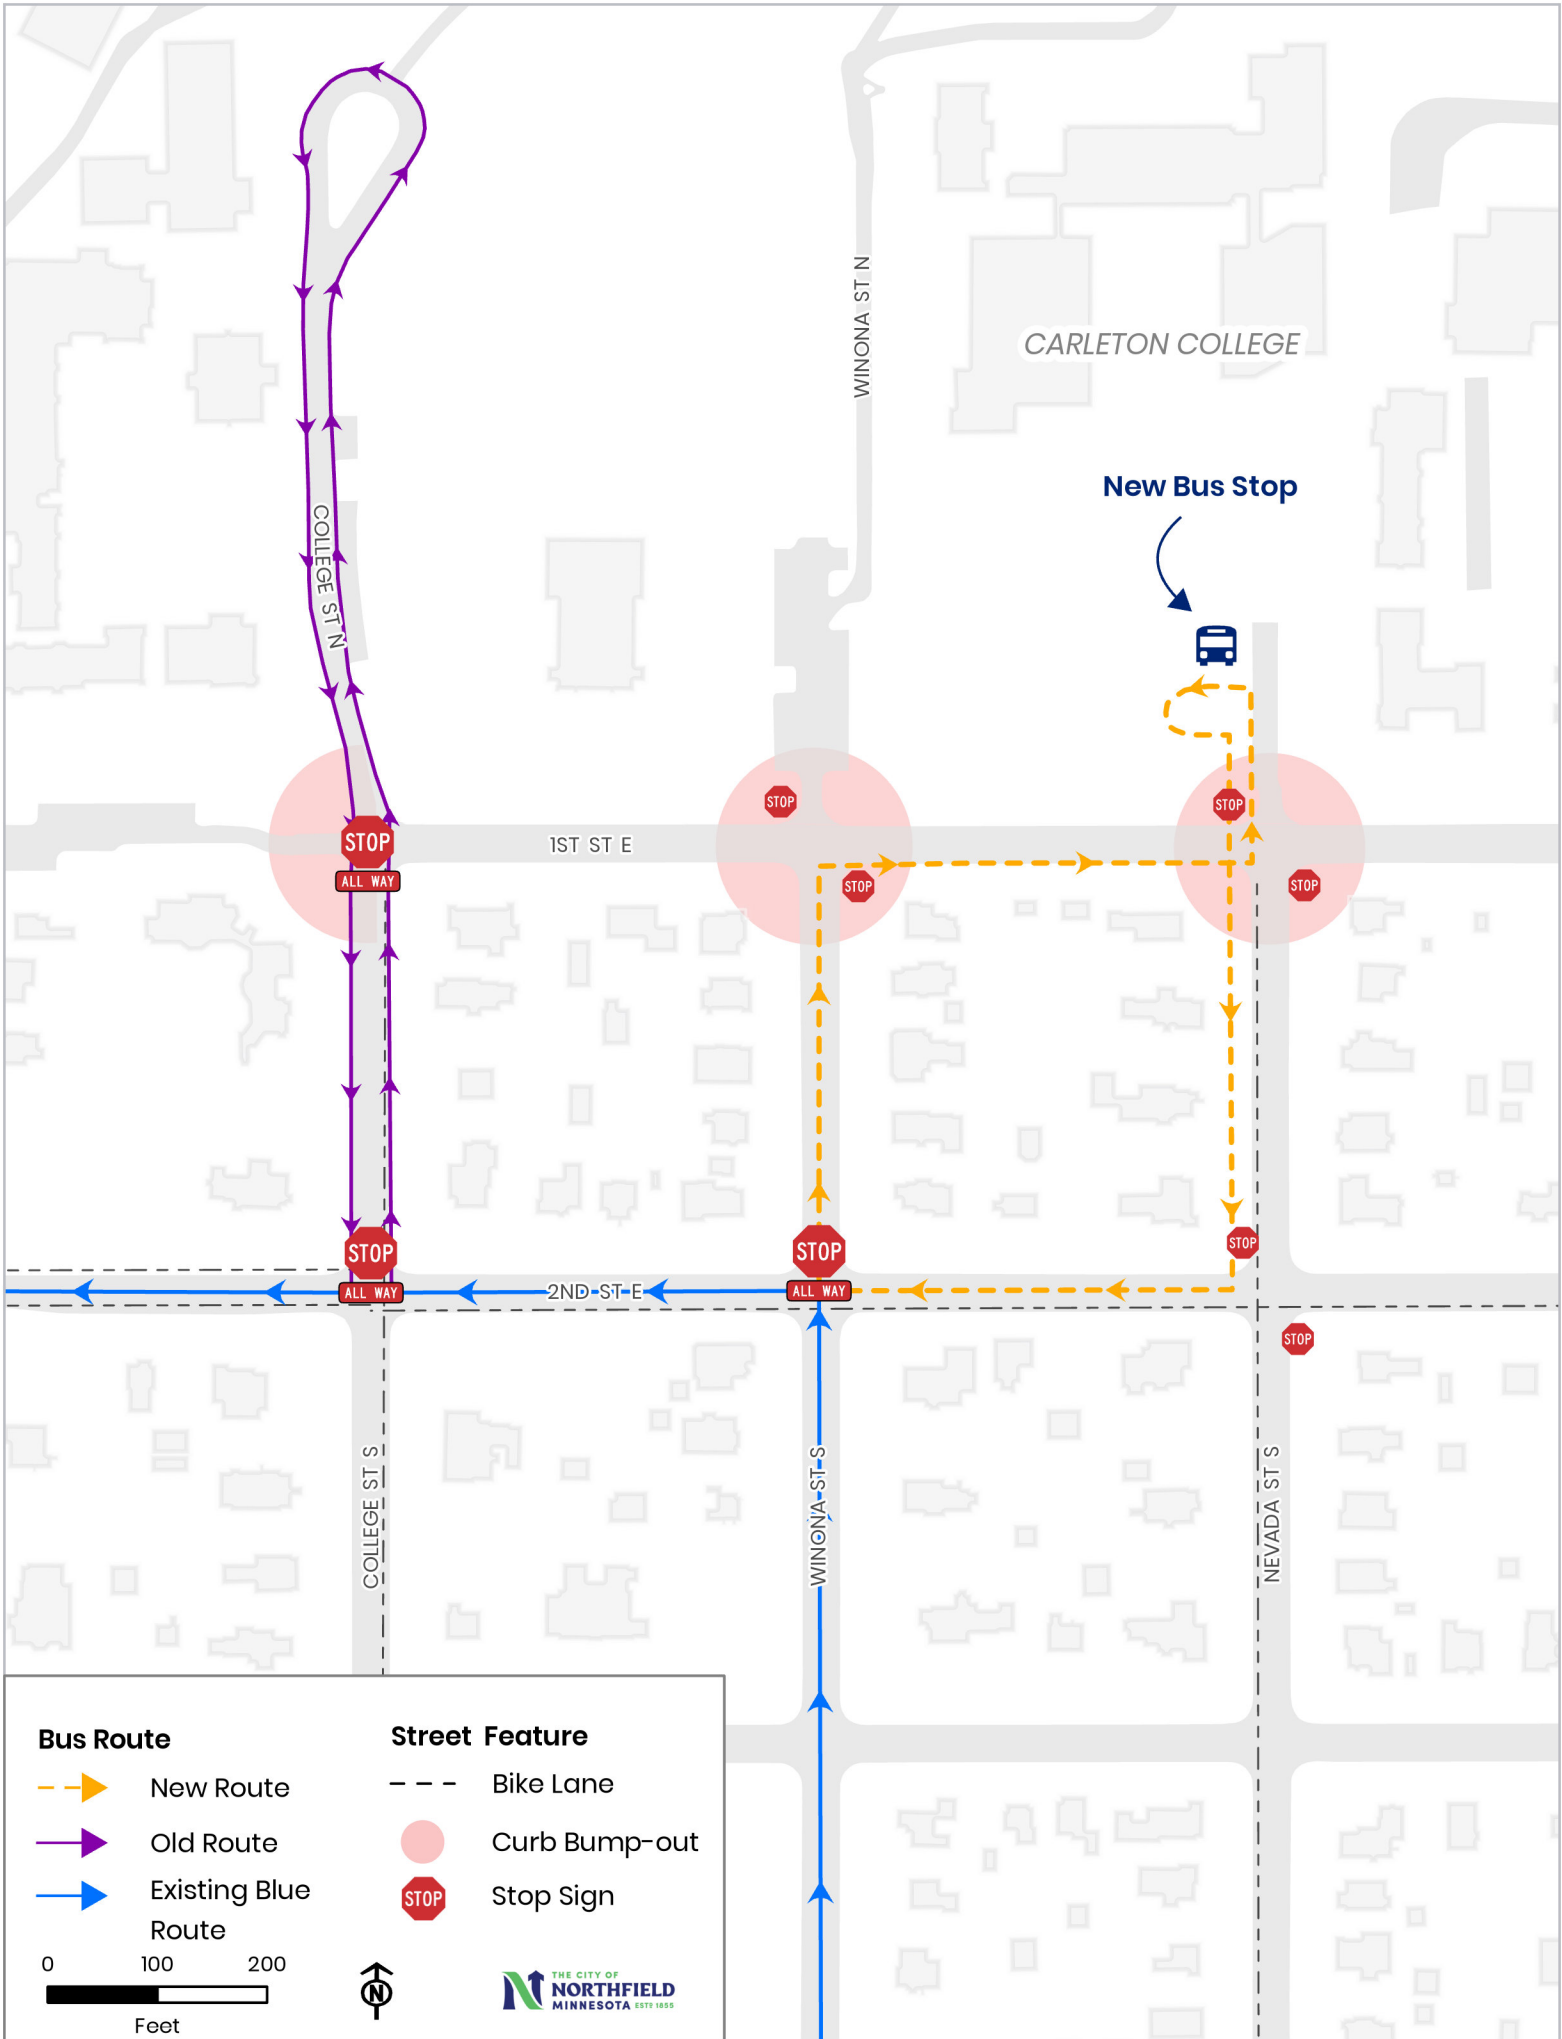 WINONA ST N
CARLETON COLLEGE
New Bus Stop
COLLEGE ST N
STOP
STOP
STOP
ALL WAY
1ST ST E
STOP
STOP
STOP
ALL WAY
2ND ST E
STOP
ALL WAY
STOP
STOP
COLLEGE ST S
WINONA ST S
NEVADA ST S
Bus Route
New Route
Old Route
Existing Blue
Route
Street Feature
Bike Lane
Curb Bump-out
STOP
Stop Sign
0 100 200
Feet
N
THE CITY OF
NORTHFIELD
MINNESOTA ESTD 1855